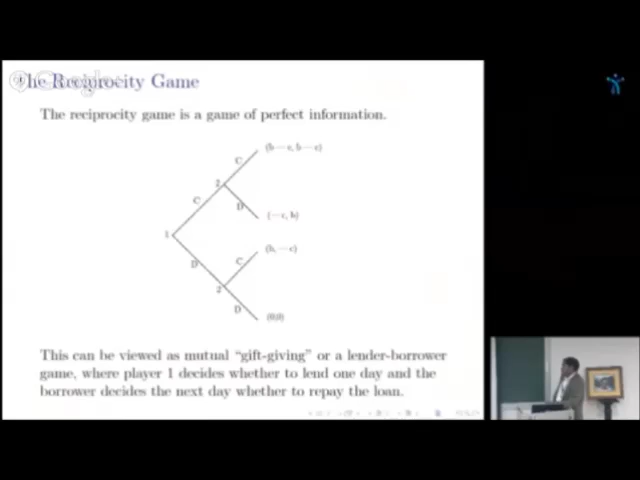 The Reciprocity Game
The reciprocity game is a game of perfect information.
C
(b − c, b − c)
2
C
D
(−c, b)
1
D
C
(b, −c)
2
D
(0,0)
This can be viewed as mutual "gift-giving" or a lender-borrower
game, where player 1 decides whether to lend one day and the
borrower decides the next day whether to repay the loan.